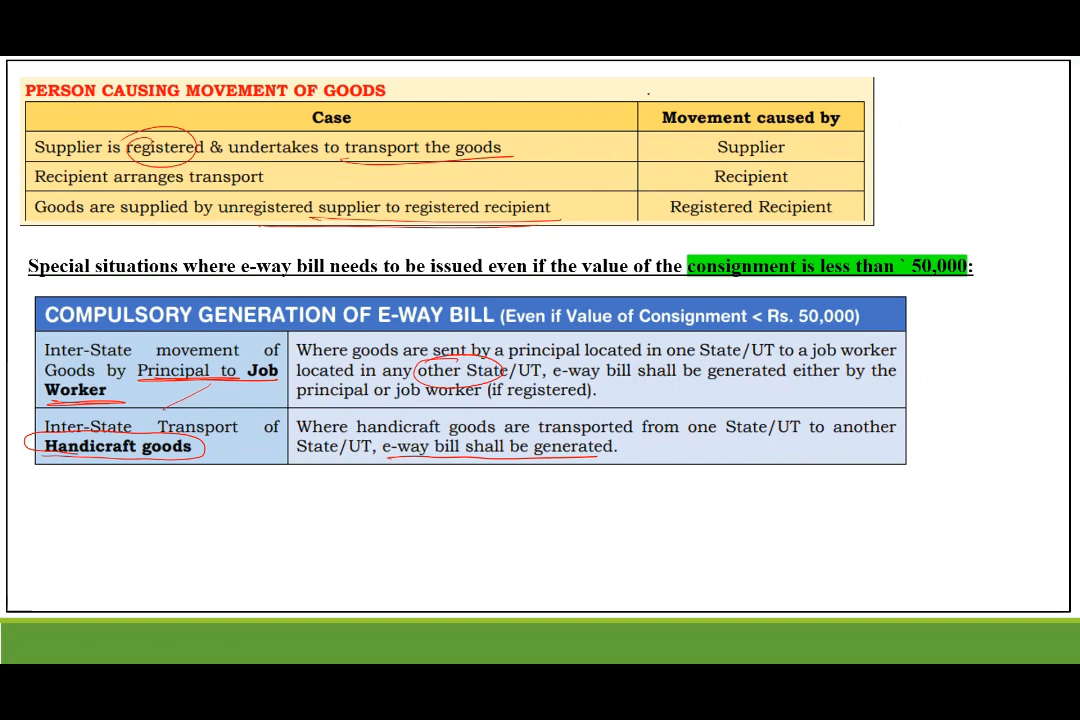 PERSON CAUSING MOVEMENT OF GOODS
Case Movement caused by
Supplier is registered & undertakes to transport the goods Supplier
Recipient arranges transport Recipient
Goods are supplied by unregistered supplier to registered recipient Registered Recipient
Special situations where e-way bill needs to be issued even if the value of the consignment is less than ` 50,000:
COMPULSORY GENERATION OF E-WAY BILL (Even if Value of Consignment < Rs. 50,000)
Inter-State movement of
Goods by Principal to Job
Worker
Where goods are sent by a principal located in one State/UT to a job worker
located in any other State/UT, e-way bill shall be generated either by the
principal or job worker (if registered).
Inter-State Transport of
Handicraft goods
Where handicraft goods are transported from one State/UT to another
State/UT, e-way bill shall be generated.